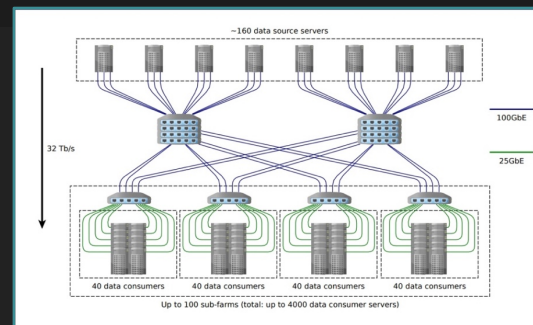 ~160 data source servers
100GbE
32 Tb/s
25GbE
40 data consumers
40 data consumers
40 data consumers
40 data consumers
Up to 100 sub-farms (total: up to 4000 data consumer servers)